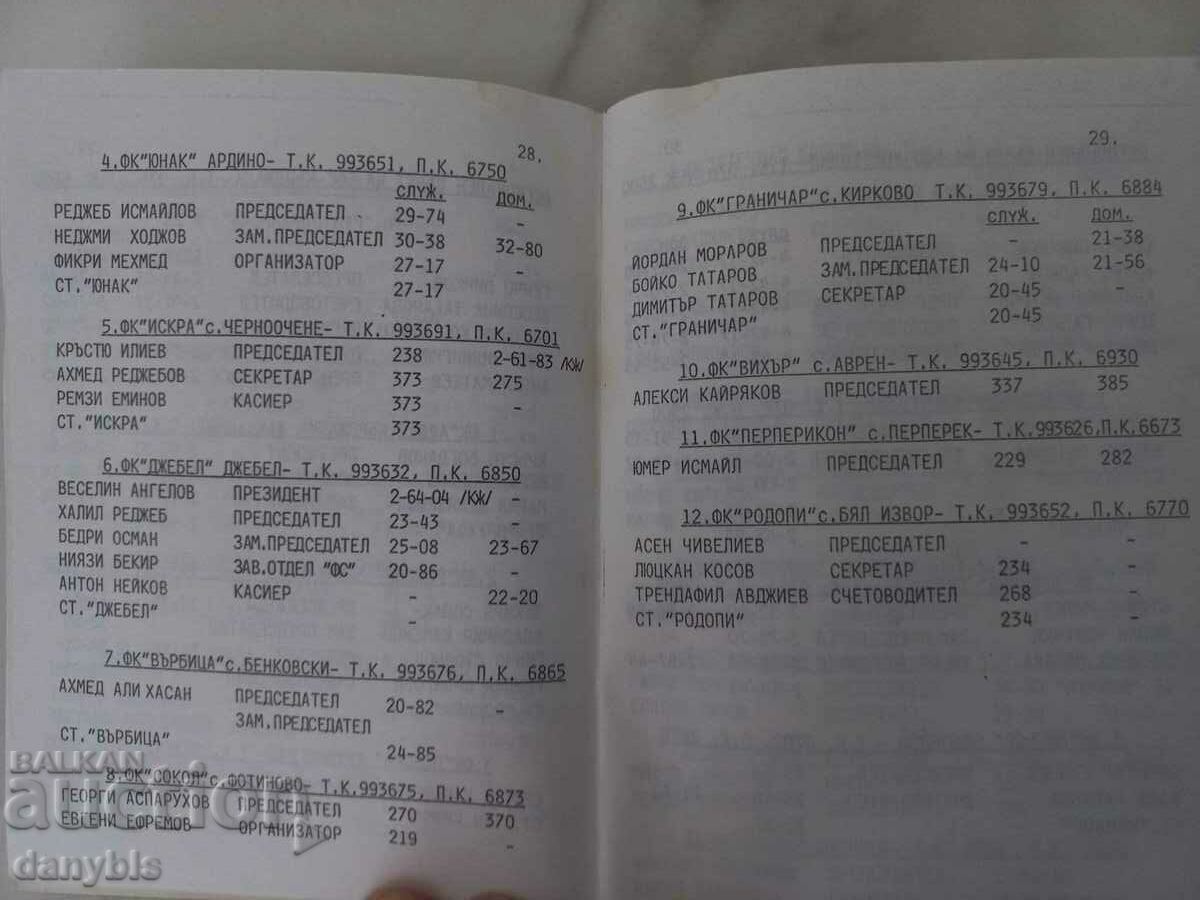 28.
4.ФК"ЮНАК" АРДИНО- Т.К. 993651, П.К. 6750
СЛУЖ. ДОМ.
РЕДЖЕБ ИСМАЙЛОВ ПРЕДСЕДАТЕЛ 29-74 -
НЕДЖМИ ХОДЖОВ ЗАМ.ПРЕДСЕДАТЕЛ 30-38 32-80
ФИКРИ МЕХМЕД ОРГАНИЗАТОР 27-17 -
СТ."ЮНАК" 27-17
5.ФК"ИСКРА"с.ЧЕРНООЧЕНЕ- Т.К. 993691, П.К. 6701
КРЪСТЮ ИЛИЕВ ПРЕДСЕДАТЕЛ 238 2-61-83 /КЖ/
АХМЕД РЕДЖЕБОВ СЕКРЕТАР 373 275
РЕМЗИ ЕМИНОВ КАСИЕР 373 -
СТ."ИСКРА" 373
6.ФК"ДЖЕБЕЛ" ДЖЕБЕЛ- Т.К. 993632, П.К. 6850
ВЕСЕЛИН АНГЕЛОВ ПРЕЗИДЕНТ 2-64-04 /КЖ/ -
ХАЛИЛ РЕДЖЕБ ПРЕДСЕДАТЕЛ 23-43 -
БЕДРИ ОСМАН ЗАМ.ПРЕДСЕДАТЕЛ 25-08 23-67
НИЯЗИ БЕКИР ЗАВ.ОТДЕЛ "ФС" 20-86 -
АНТОН НЕЙКОВ КАСИЕР - 22-20
СТ."ДЖЕБЕЛ" -
7.ФК"ВЪРБИЦА"с.БЕНКОВСКИ- Т.К. 993676, П.К. 6865
АХМЕД АЛИ ХАСАН ПРЕДСЕДАТЕЛ 20-82 -
ЗАМ.ПРЕДСЕДАТЕЛ
СТ."ВЪРБИЦА" 24-85
8.ФК"СОКОЛ"с.ФОТИНОВО- Т.К.993675, П.К. 6873
ГЕОРГИ АСПАРУХОВ ПРЕДСЕДАТЕЛ 270 370
ЕВГЕНИ ЕФРЕМОВ ОРГАНИЗАТОР 219 -
29.
9.ФК"ГРАНИЧАР"с.КИРКОВО Т.К. 993679, П.К. 6884
СЛУЖ. ДОМ.
ЙОРДАН МОРАРОВ ПРЕДСЕДАТЕЛ - 21-38
БОЙКО ТАТАРОВ ЗАМ.ПРЕДСЕДАТЕЛ 24-10 21-56
ДИМИТЪР ТАТАРОВ СЕКРЕТАР 20-45 -
СТ."ГРАНИЧАР" 20-45
10.ФК"ВИХЪР" с.АВРЕН- Т.К. 993645, П.К. 6930
АЛЕКСИ КАЙРЯКОВ ПРЕДСЕДАТЕЛ 337 385
11.ФК"ПЕРПЕРИКОН" с.ПЕРПЕРЕК- Т.К.993626,П.К.6673
ЮМЕР ИСМАЙЛ ПРЕДСЕДАТЕЛ 229 282
12.ФК"РОДОПИ"с.БЯЛ ИЗВОР- Т.К. 993652, П.К. 6770
АСЕН ЧИВЕЛИЕВ ПРЕДСЕДАТЕЛ - -
ЛЮЦКАН КОСОВ СЕКРЕТАР 234 -
ТРЕНДАФИЛ АВДЖИЕВ СЧЕТОВОДИТЕЛ 268 -
СТ."РОДОПИ" 234 -
BALKAN
auction
danybls